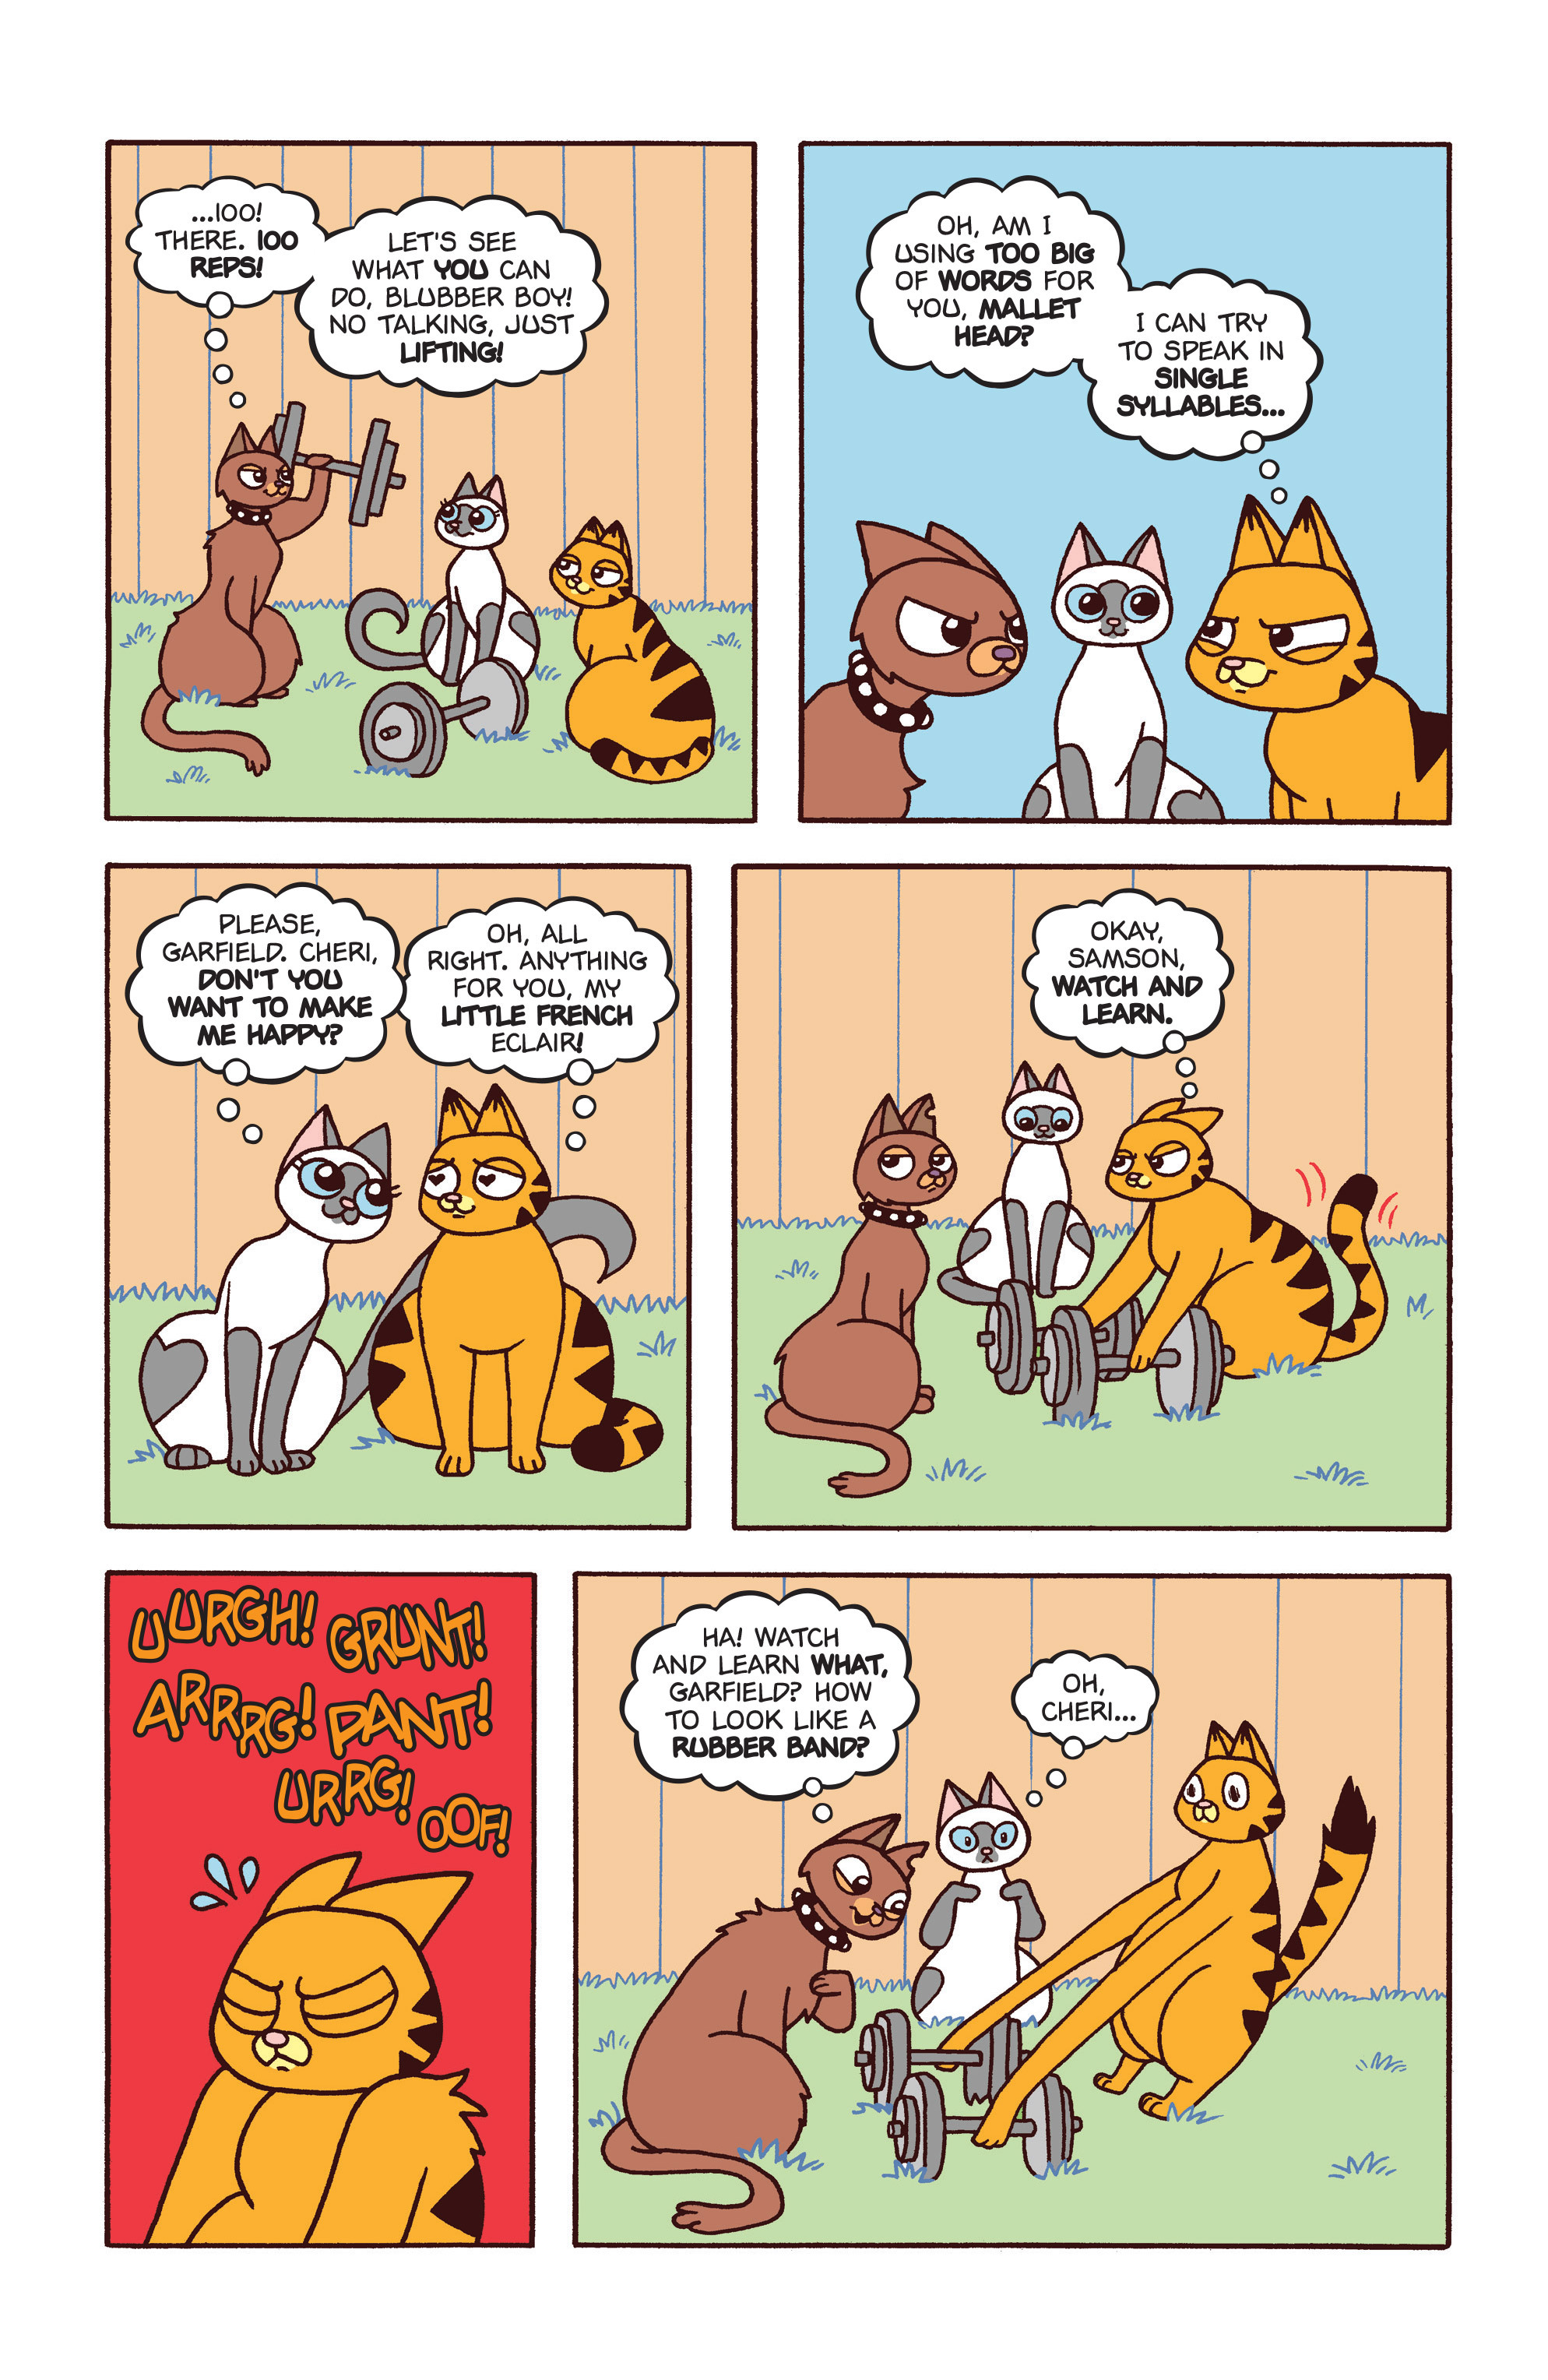 ...100!
THERE. 100
REPS!
LET'S SEE
WHAT YOU CAN
DO, BLUBBER BOY!
NO TALKING, JUST
LIFTING!
OH, AM I
USING TOO BIG
OF WORDS FOR
YOU, MALLET
HEAD?
I CAN TRY
TO SPEAK IN
SINGLE
SYLLABLES...
PLEASE,
GARFIELD. CHERI,
DON'T YOU
WANT TO MAKE
ME HAPPY?
OH, ALL
RIGHT. ANYTHING
FOR YOU, MY
LITTLE FRENCH
ECLAIR!
OKAY,
SAMSON,
WATCH AND
LEARN.
UURGH! GRUNT!
ARRRG! PANT!
URRG!
OOF!
HA! WATCH
AND LEARN WHAT,
GARFIELD? HOW
TO LOOK LIKE A
RUBBER BAND?
OH,
CHERI...